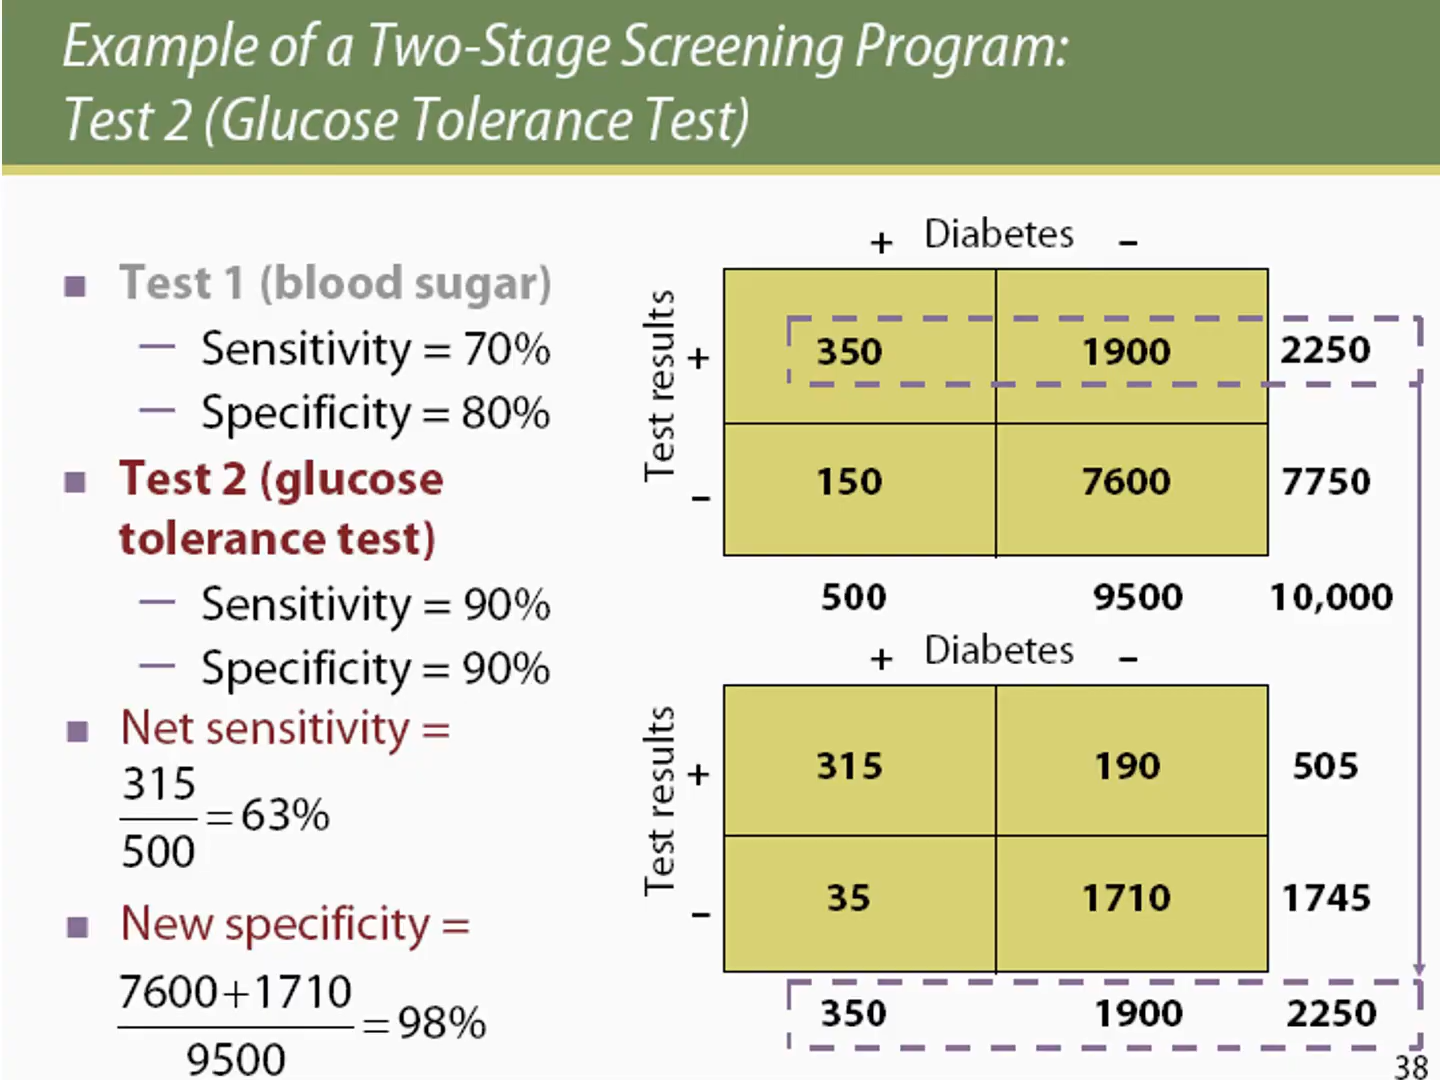 Example of a Two-Stage Screening Program:
Test 2 (Glucose Tolerance Test)
Test 1 (blood sugar)
— Sensitivity = 70%
— Specificity = 80%
Test 2 (glucose
tolerance test)
— Sensitivity = 90%
— Specificity = 90%
Net sensitivity =
315
500
= 63%
New specificity =
7600+1710
9500
= 98%
+ Diabetes –
Test results
+ 350 1900 2250
– 150 7600 7750
500 9500 10,000
+ Diabetes –
Test results
+ 315 190 505
– 35 1710 1745
350 1900 2250
38